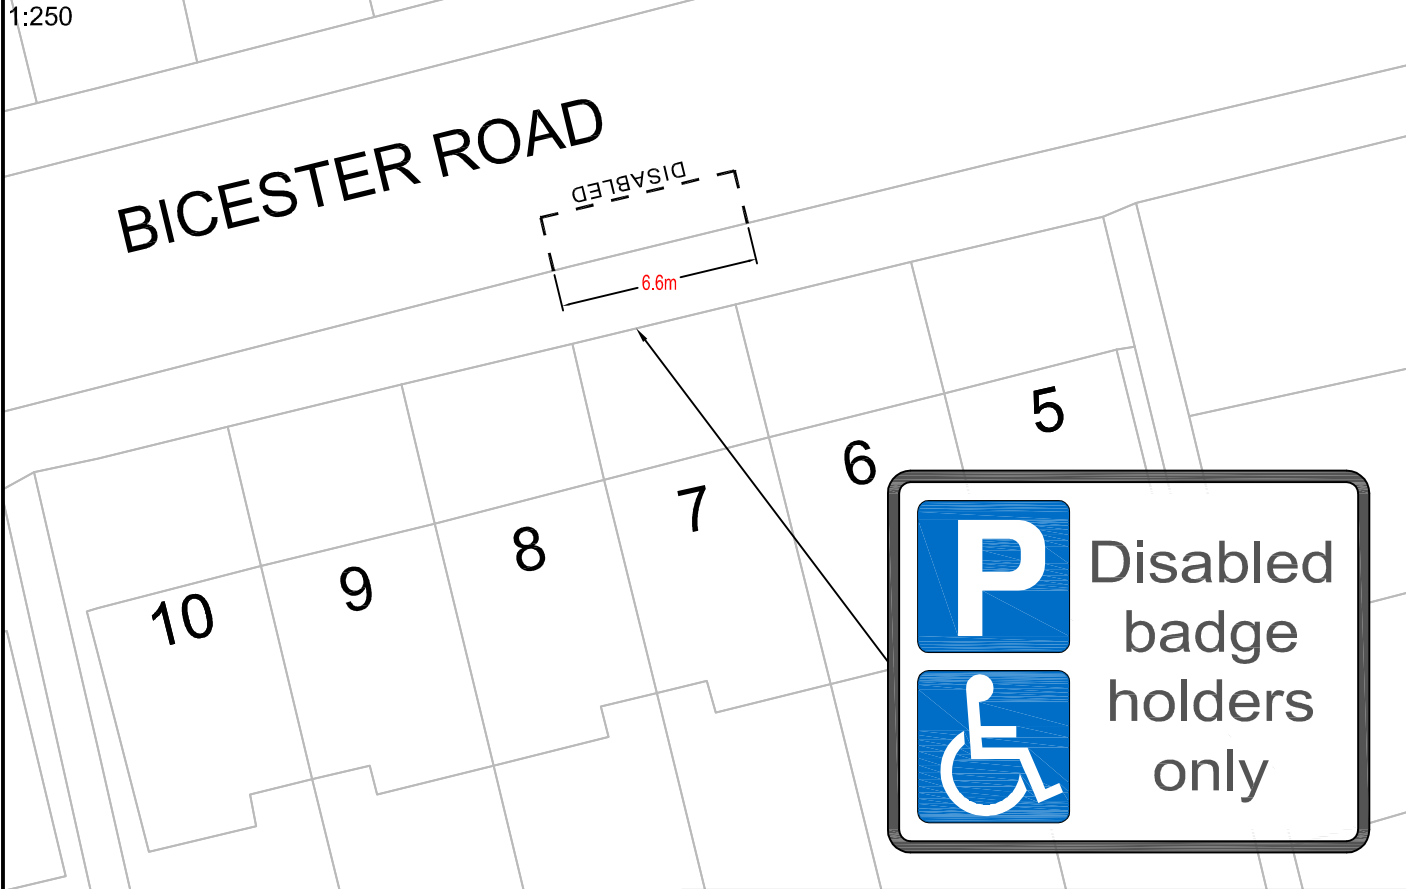 1:250
BICESTER ROAD
DISABLED
6.6m
5
6
7
8
9
10
P
Disabled
badge
holders
only